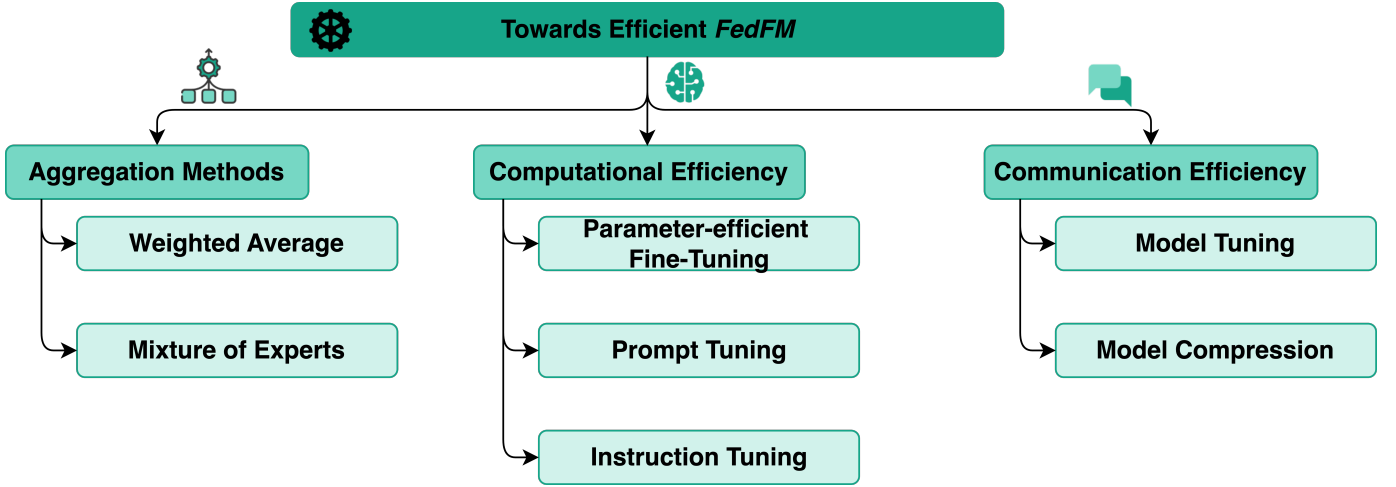 Towards Efficient FedFM
Aggregation Methods
Weighted Average
Mixture of Experts
Computational Efficiency
Parameter-efficient
Fine-Tuning
Prompt Tuning
Instruction Tuning
Communication Efficiency
Model Tuning
Model Compression